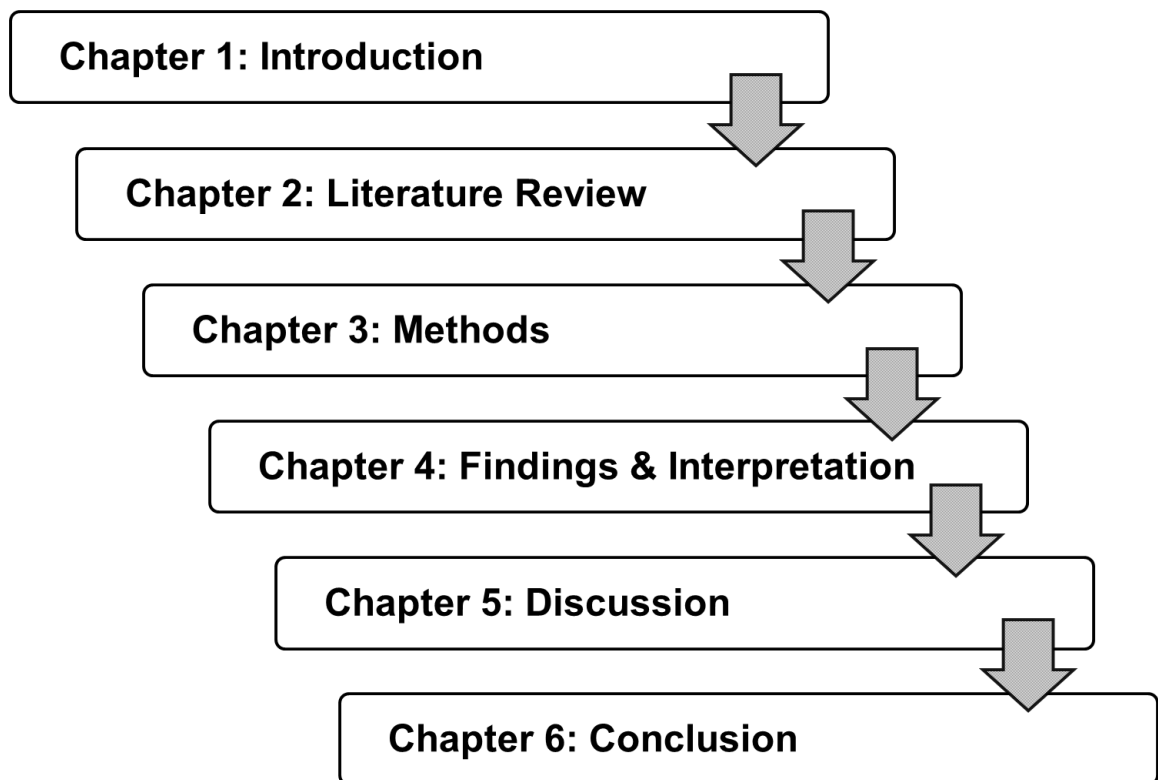 Chapter 1: Introduction
Chapter 2: Literature Review
Chapter 3: Methods
Chapter 4: Findings & Interpretation
Chapter 5: Discussion
Chapter 6: Conclusion